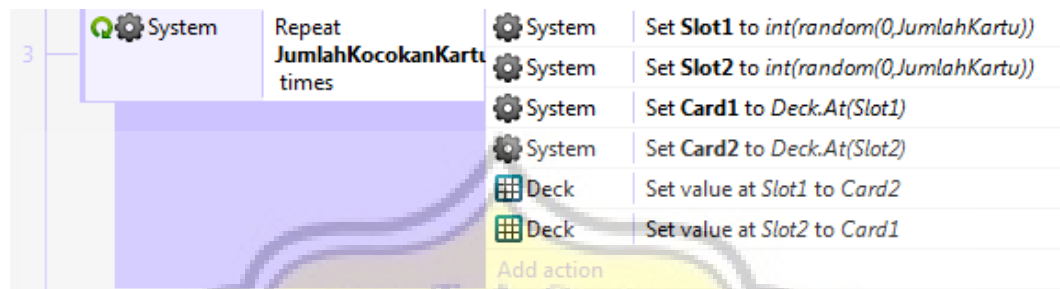 System Repeat System Set Slot1 to int(random(0,JumlahKartu))
3 JumlahKocokanKartu System Set Slot2 to int(random(0,JumlahKartu))
times
System Set Card1 to Deck.At(Slot1)
System Set Card2 to Deck.At(Slot2)
Deck Set value at Slot1 to Card2
Deck Set value at Slot2 to Card1
Add action